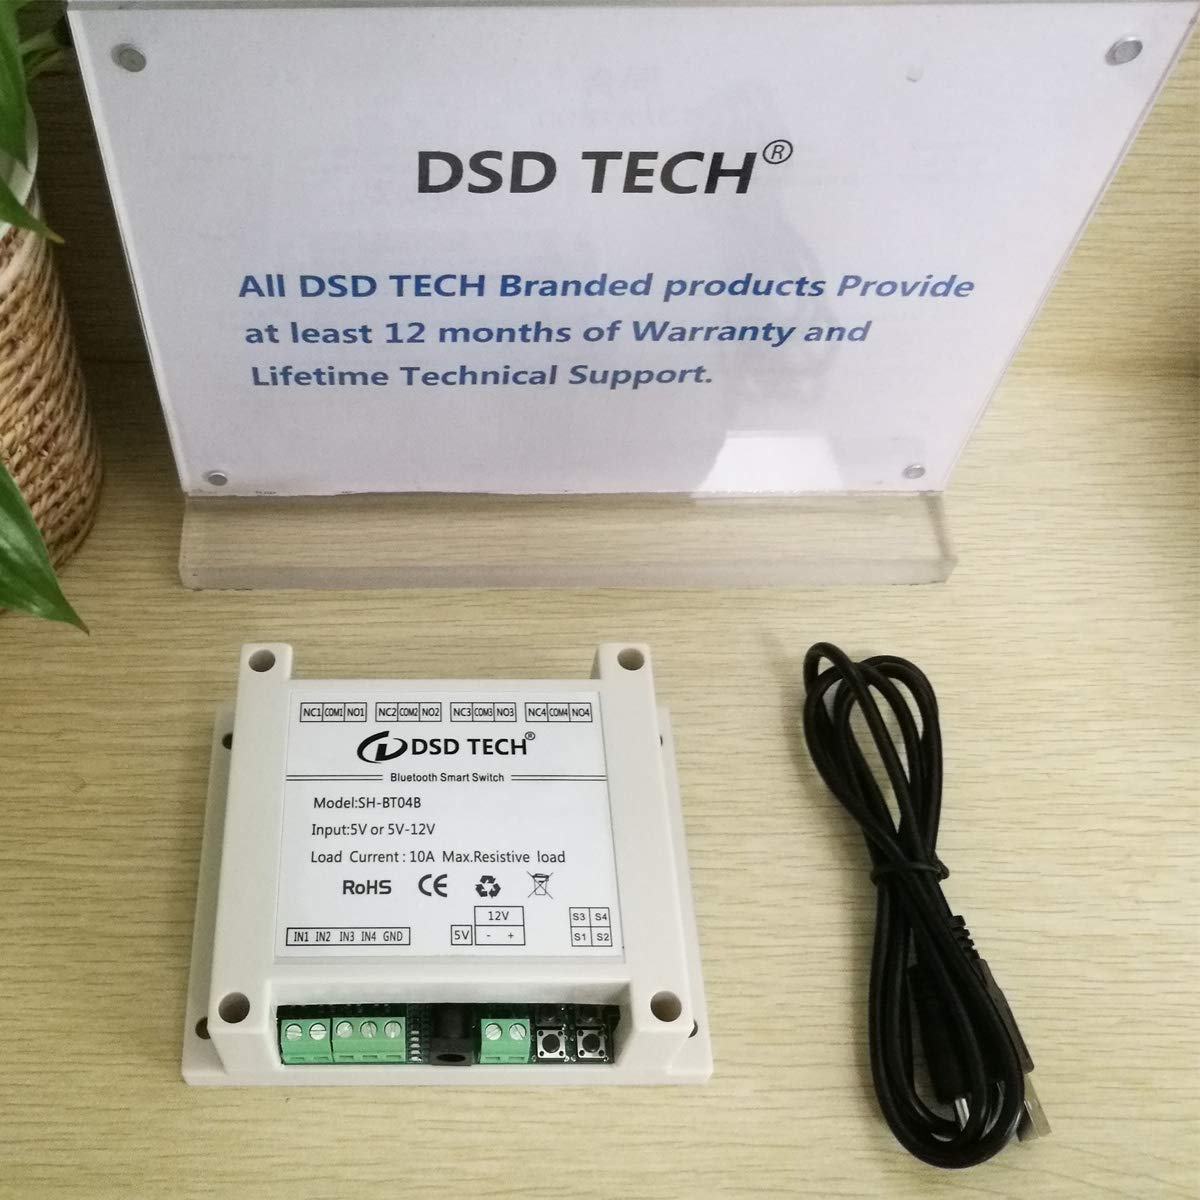 DSD TECH®
All DSD TECH Branded products Provide
at least 12 months of Warranty and
Lifetime Technical Support.
NC1 COM1 NO1 NC2 COM2 NO2 NC3 COM3 NO3 NC4 COM4 NO4
DSD TECH®
Bluetooth Smart Switch
Model:SH-BT04B
Input:5V or 5V-12V
Load Current : 10A Max.Resistive load
RoHS CE
12V
S3 S4
IN1 IN2 IN3 IN4 GND
5V - +
S1 S2